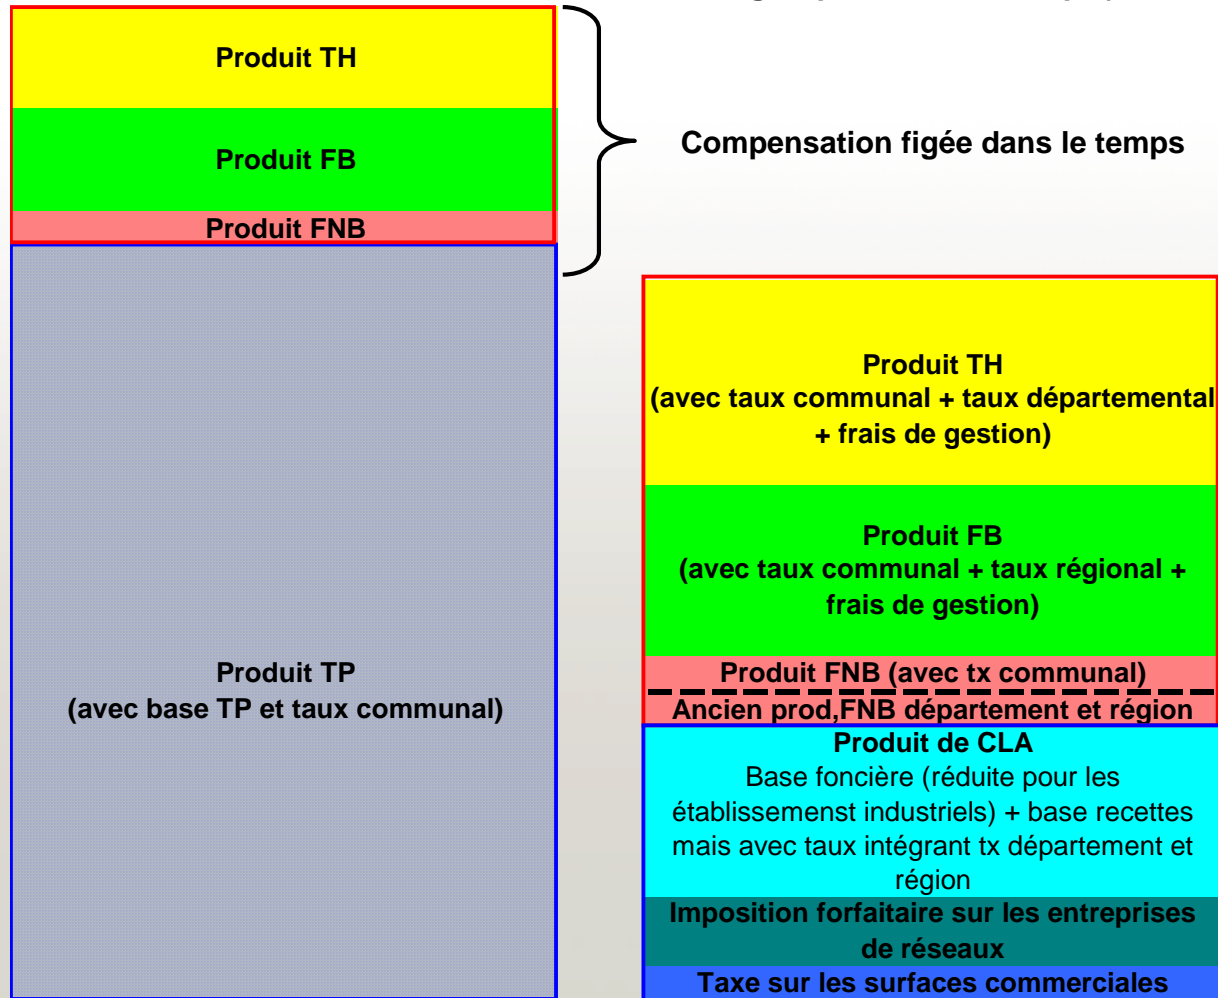 Produit TH
Produit FB
Produit FNB
Compensation figée dans le temps
Produit TP
(avec base TP et taux communal)
Produit TH
(avec taux communal + taux départemental
+ frais de gestion)
Produit FB
(avec taux communal + taux régional +
frais de gestion)
Produit FNB (avec tx communal)
Ancien prod,FNB département et région
Produit de CLA
Base foncière (réduite pour les
établissemenst industriels) + base recettes
mais avec taux intégrant tx département et
région
Imposition forfaitaire sur les entreprises
de réseaux
Taxe sur les surfaces commerciales